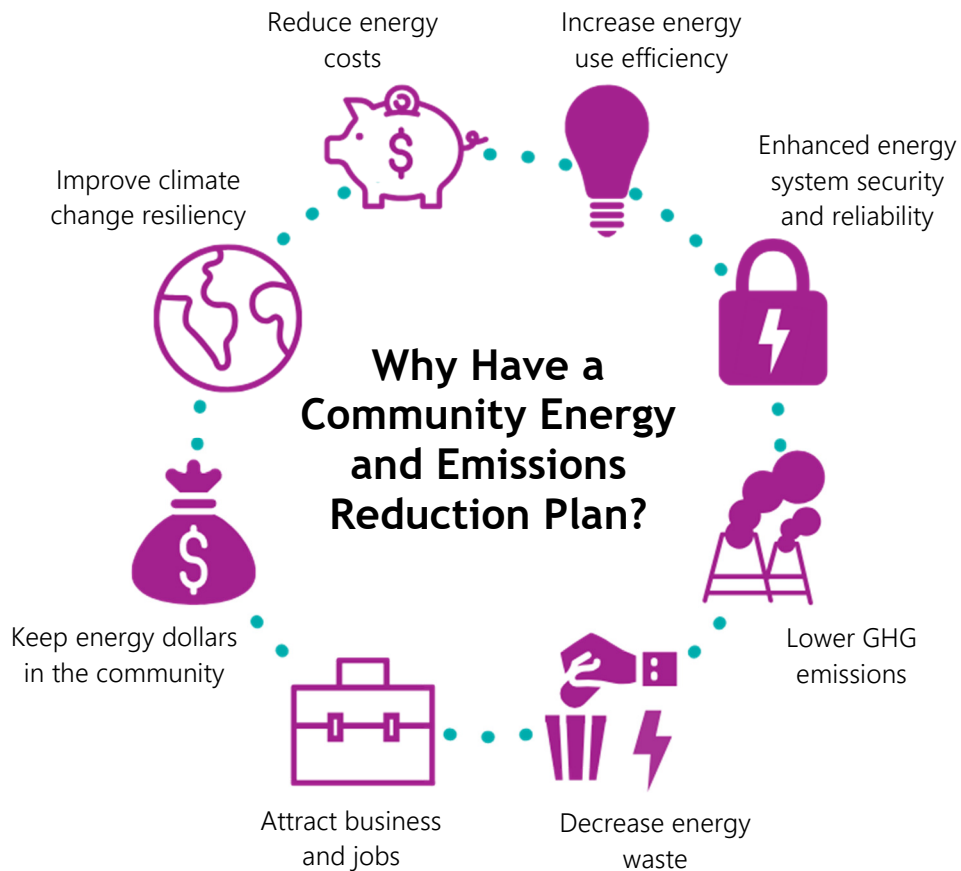 Reduce energy
costs
Increase energy
use efficiency
Enhanced energy
system security
and reliability
Improve climate
change resiliency
$
Why Have a
Community Energy
and Emissions
Reduction Plan?
$
Keep energy dollars
in the community
Lower GHG
emissions
Attract business
and jobs
Decrease energy
waste